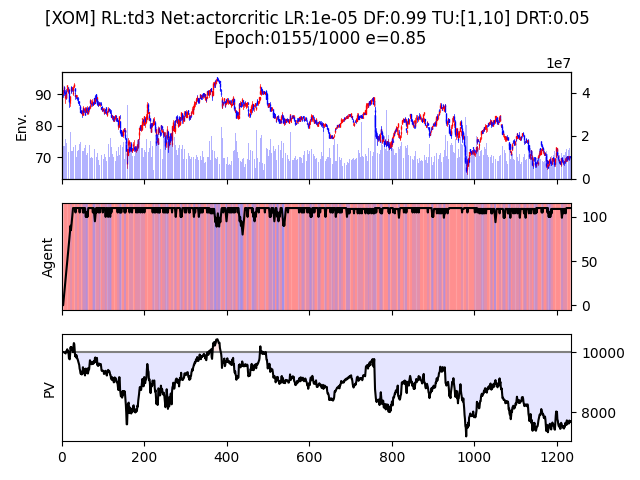 [XOM] RL:td3 Net:actorcritic LR:1e-05 DF:0.99 TU:[1,10] DRT:0.05
Epoch:0155/1000 e=0.85
1e7
90
80
70
Env.
4
2
0
Agent
100
50
0
PV
10000
8000
0 200 400 600 800 1000 1200